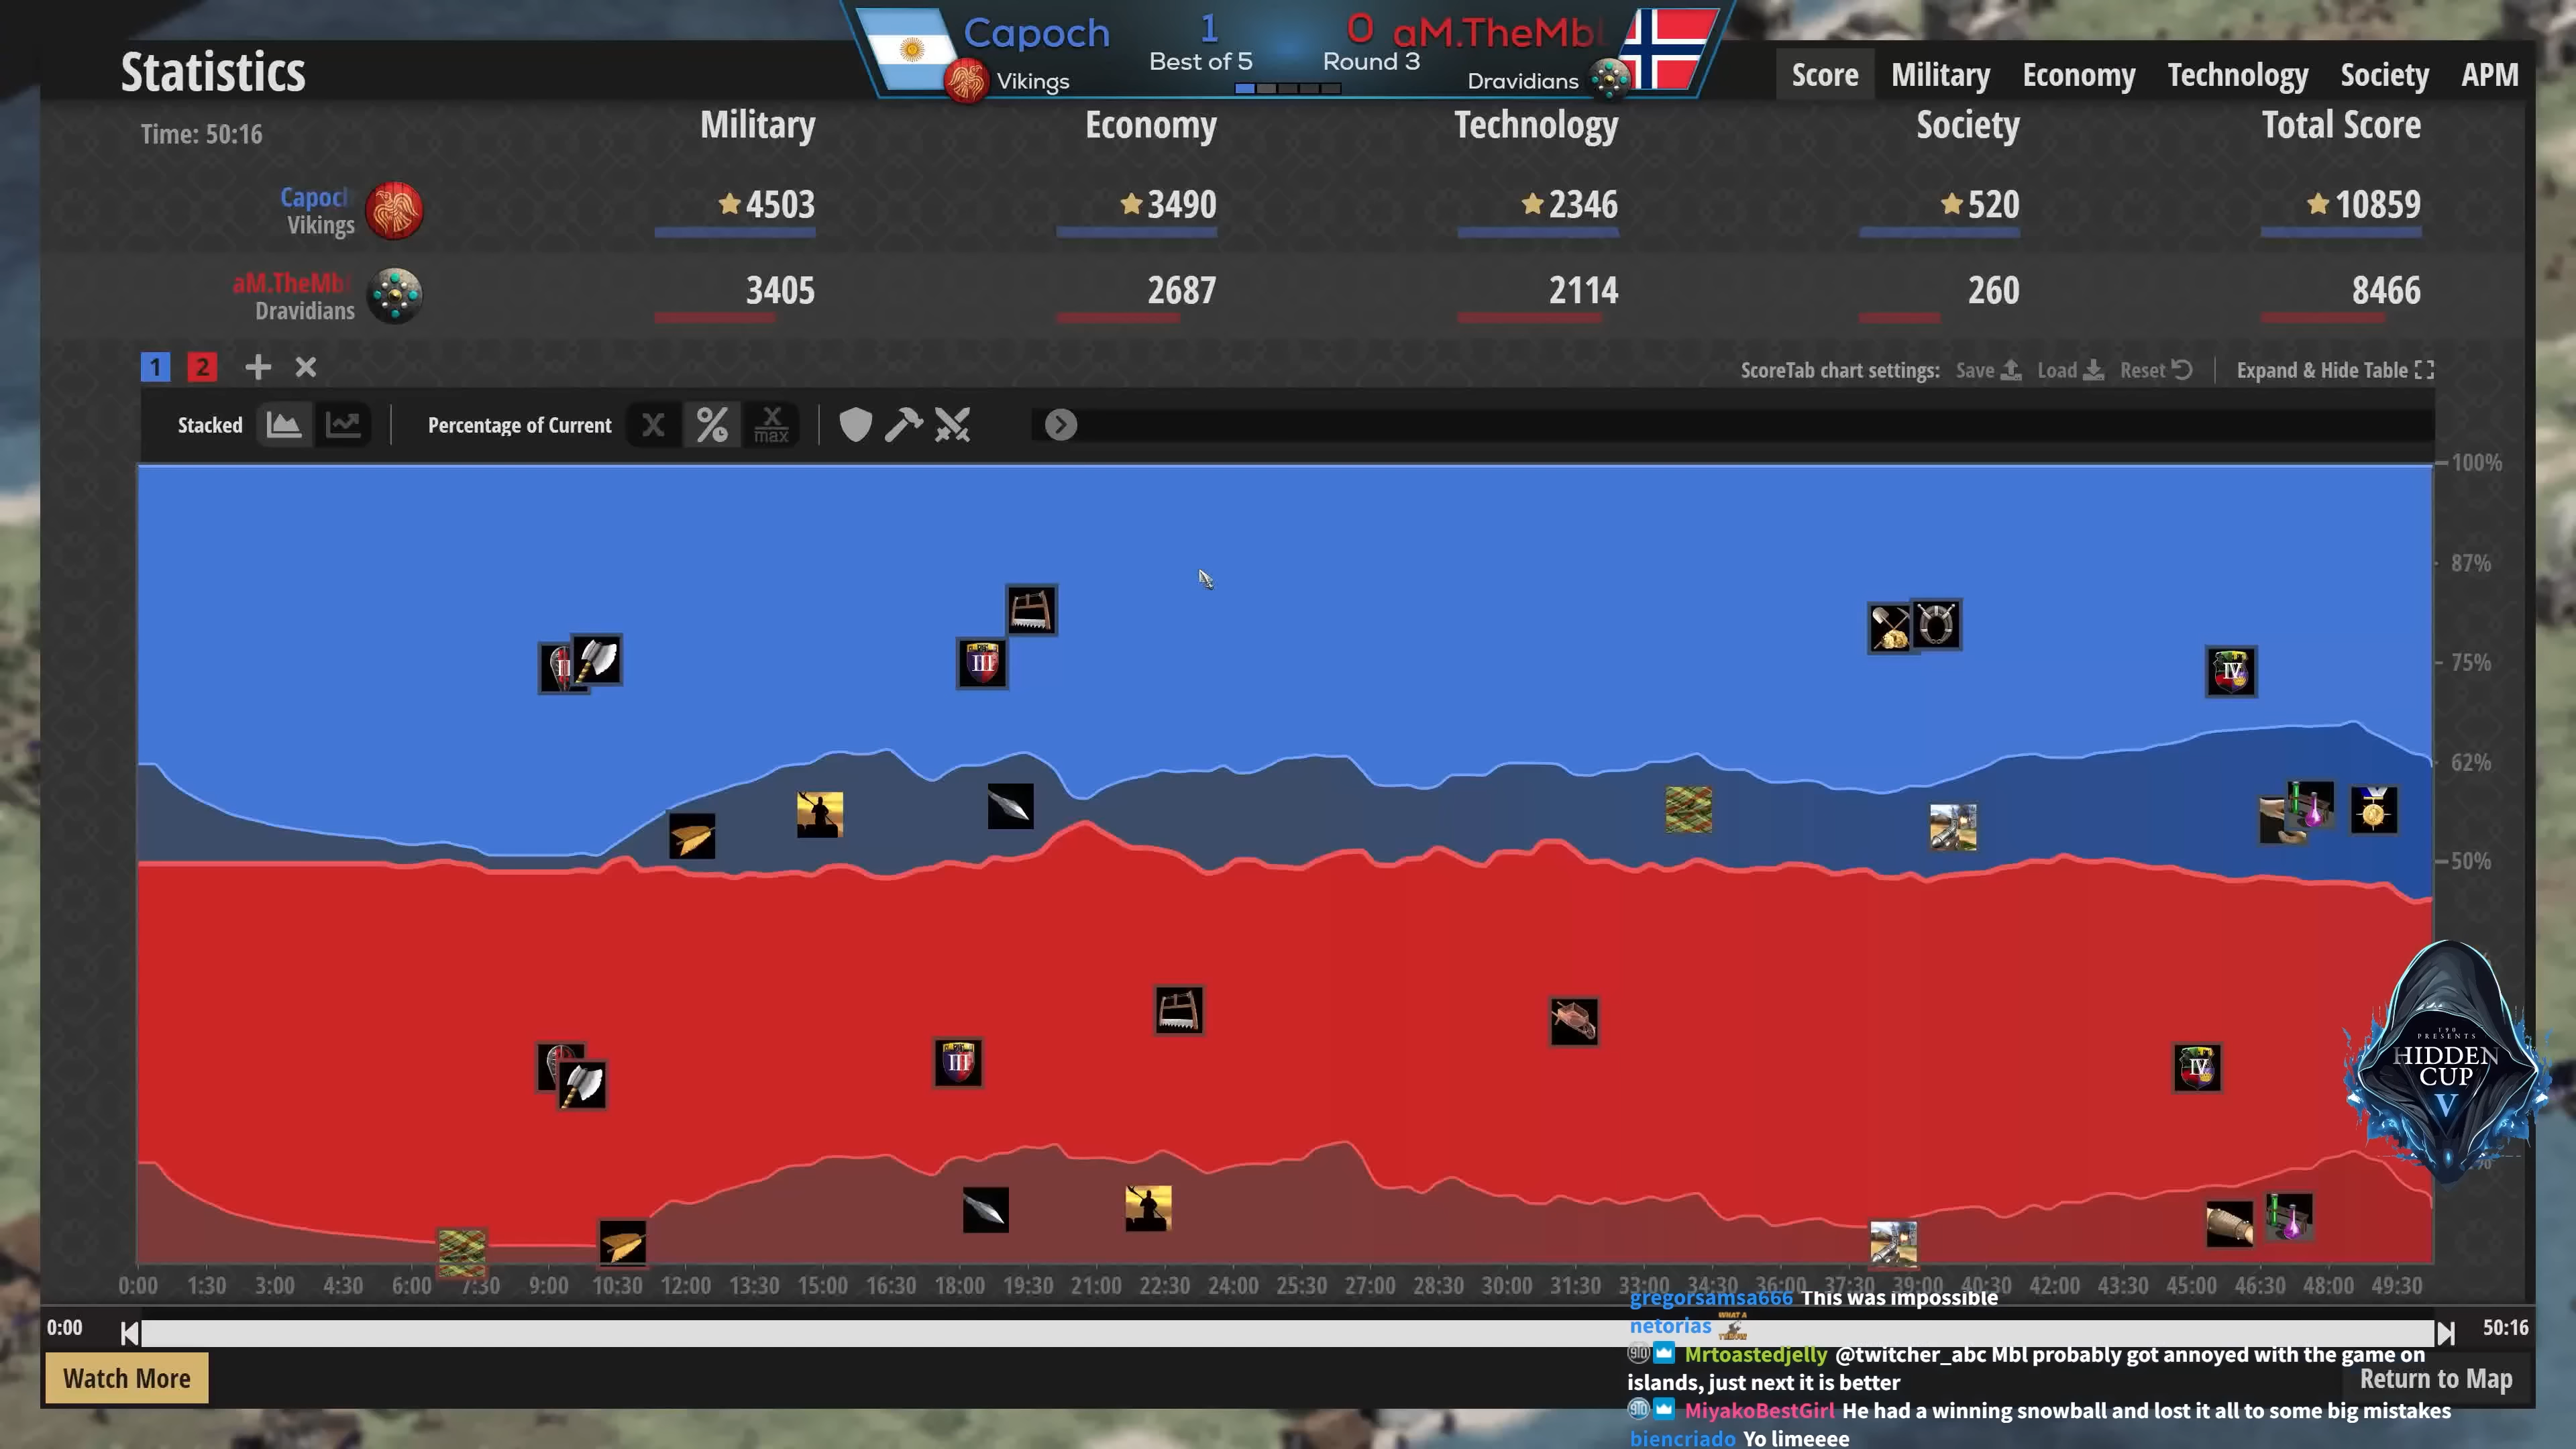 Capoch
1
0
aM.TheMbl
Best of 5
Round 3
Vikings
Dravidians
Statistics
Score
Military
Economy
Technology
Society
APM
Time: 50:16
Military
Economy
Technology
Society
Total Score
Capoch
Vikings
4503
3490
2346
520
10859
aM.TheMbl
Dravidians
3405
2687
2114
260
8466
1
2
ScoreTab chart settings:
Save
Load
Reset
Expand & Hide Table
Stacked
Percentage of Current
X
%
X
max
100%
87%
75%
62%
50%
II
III
IV
III
IV
T90
PRESENTS
HIDDEN
CUP
V
0:00 1:30 3:00 4:30 6:00 7:30 9:00 10:30 12:00 13:30 15:00 16:30 18:00 19:30 21:00 22:30 24:00 25:30 27:00 28:30 30:00 31:30 33:00 34:30 36:00 37:30 39:00 40:30 42:00 43:30 45:00 46:30 48:00 49:30
0:00
50:16
Watch More
Return to Map
gregorsamsa666 This was impossible
netorias
Mrtoastedjelly @twitcher_abc Mbl probably got annoyed with the game on
islands, just next it is better
MiyakoBestGirl He had a winning snowball and lost it all to some big mistakes
biencriado Yo limeeee